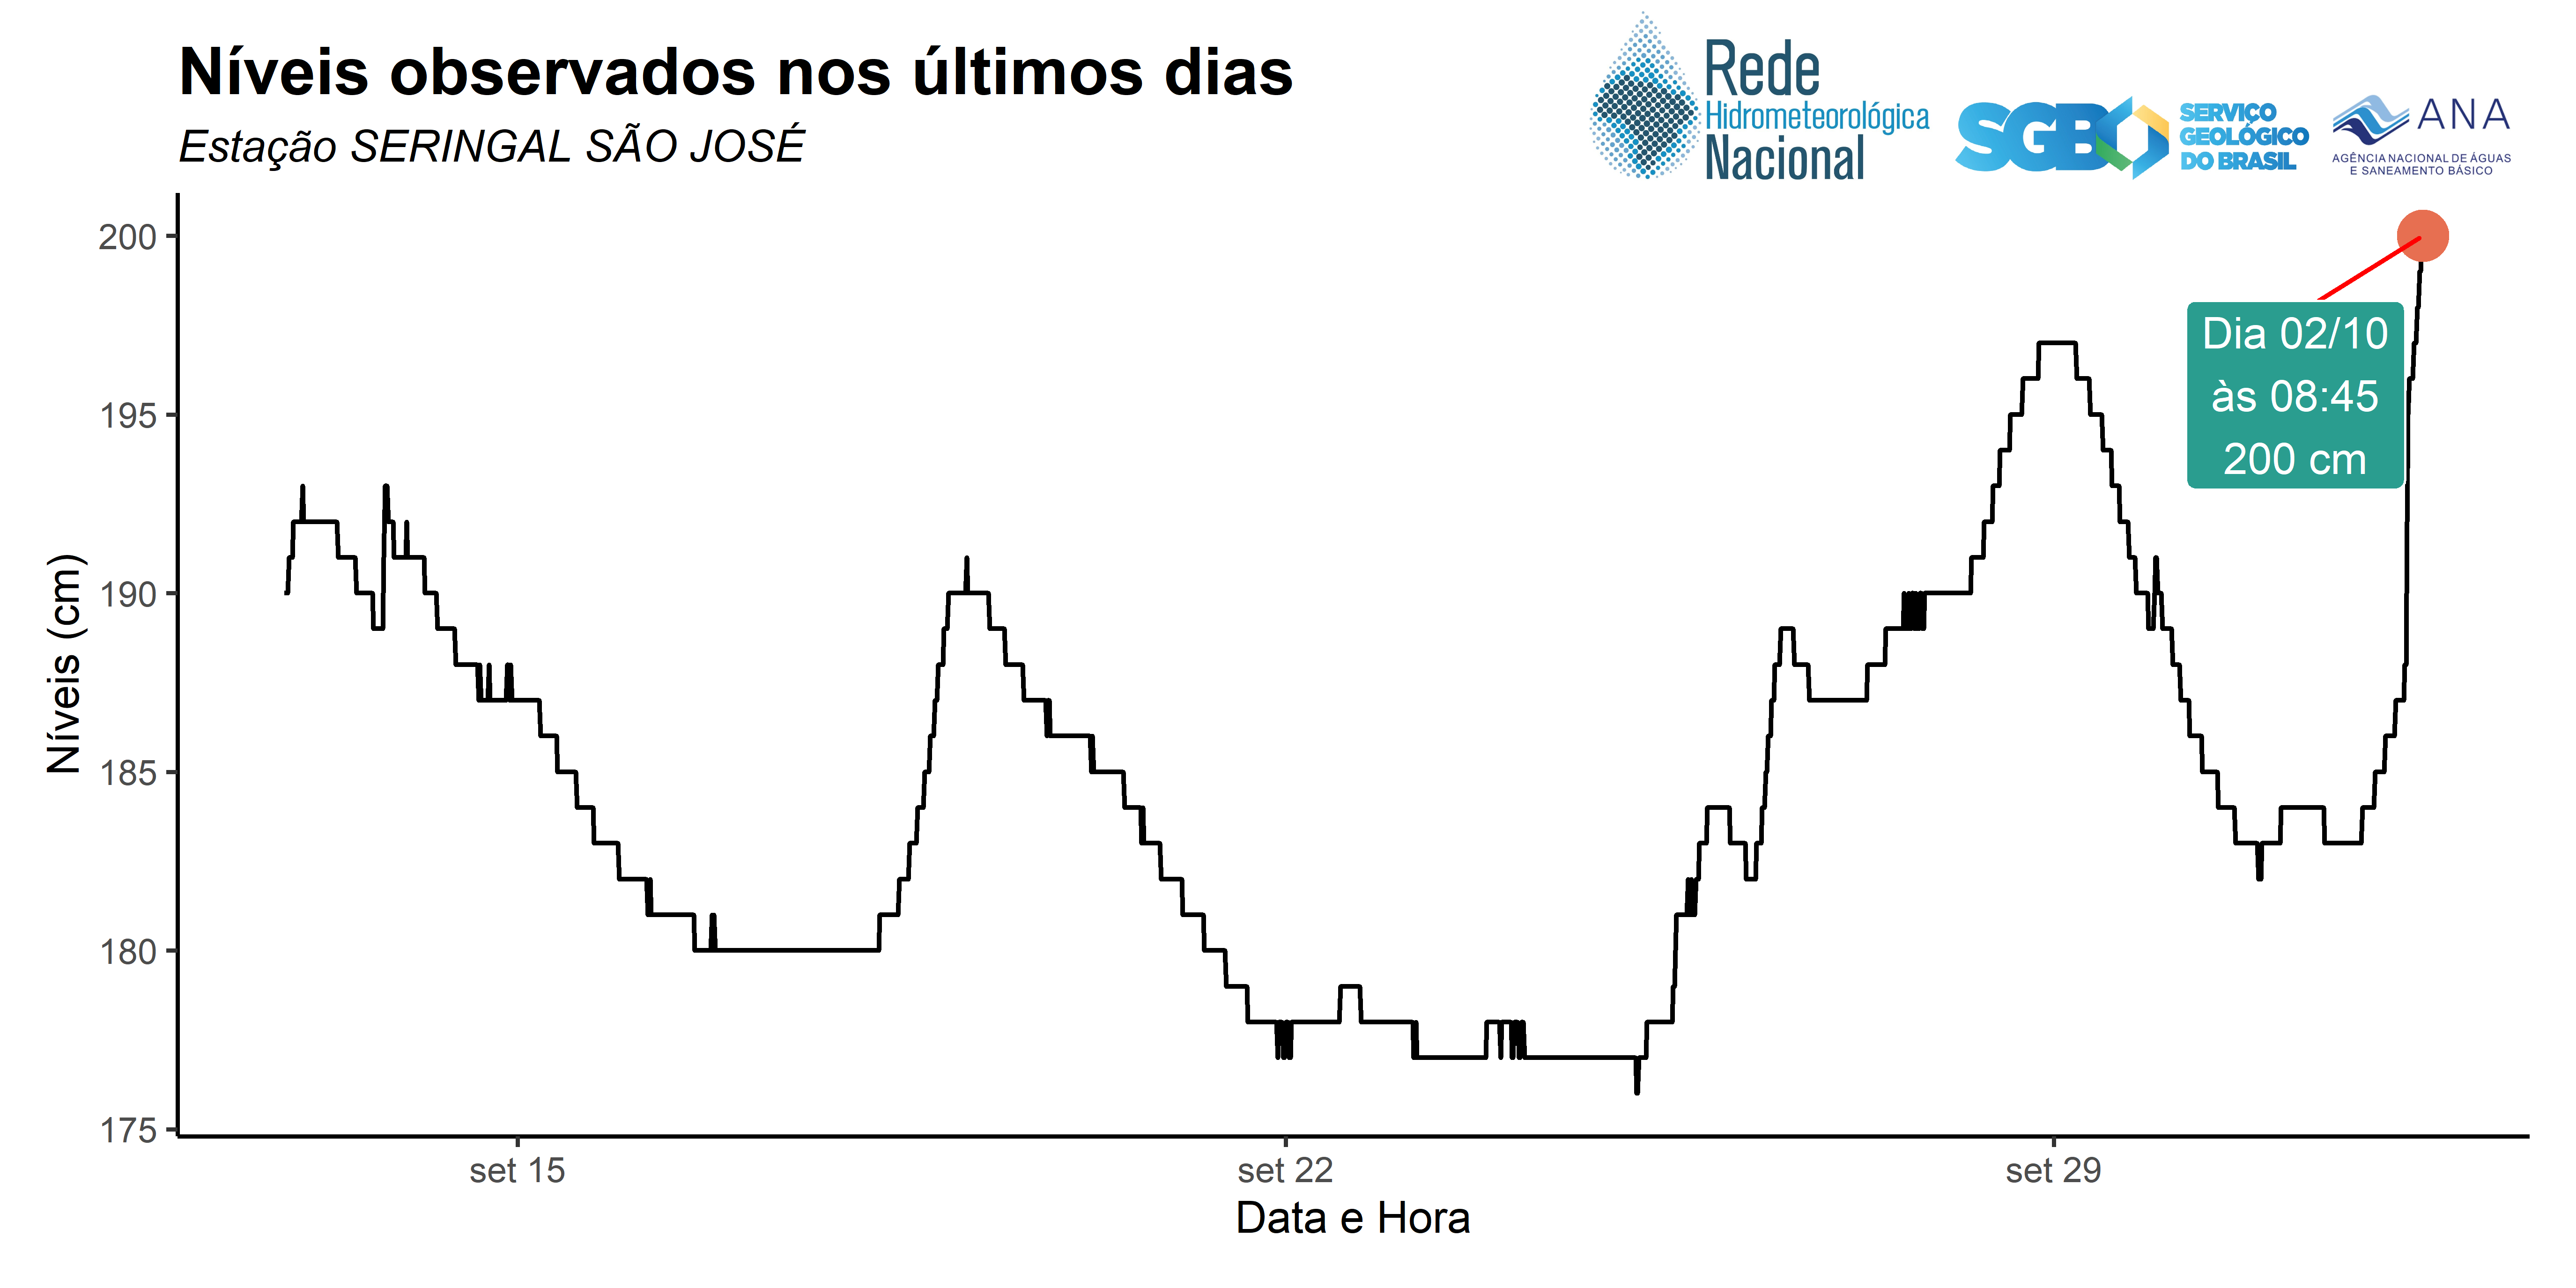 Níveis observados nos últimos dias
Estação SERINGAL SÃO JOSÉ
Rede
Hidrometeorológica
Nacional
SGB
SERVIÇO
GEOLÓGICO
DO BRASIL
ANA
AGÊNCIA NACIONAL DE ÁGUAS
E SANEAMENTO BÁSICO
Níveis (cm)
200
195
190
185
180
175
Dia 02/10
às 08:45
200 cm
set 15
set 22
set 29
Data e Hora